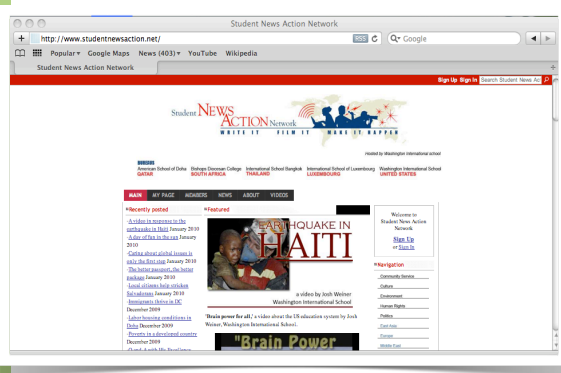 Student News Action Network
http://www.studentnewsaction.net/
RSS
Google
Popular Google Maps News (403) YouTube Wikipedia
Student News Action Network
Sign Up Sign In Search Student News Ac
Student NEWS
ACTION Network
WRITE IT FILM IT MAKE IT HAPPEN
Hosted by Washington International school
BUREAUS
American School of Doha Bishops Diocesan College International School Bangkok International School of Luxembourg Washington International School
QATAR SOUTH AFRICA THAILAND LUXEMBOURG UNITED STATES
MAIN MY PAGE MEMBERS NEWS ABOUT VIDEOS
Recently posted
-A video in response to the
earthquake in Haiti January 2010
-A day of fun in the sun January
2010
-Caring about global issues is
only the first step January 2010
-The better passport, the better
package January 2010
-Local citizens help stricken
Salvadorans January 2010
-Immigrants thrive in DC
December 2009
-Labor housing conditions in
Doha December 2009
-Poverty in a developed country
December 2009
Featured
EARTHQUAKE IN
HAITI
a video by Josh Weiner
Washington International School
'Brain power for all,' a video about the US education system by Josh
Weiner, Washington International School.
"Brain Power
Welcome to
Student News Action
Network
Sign Up
or Sign In
Navigation
Community Service
Culture
Environment
Human Rights
Politics
East Asia
Europe
Middle East